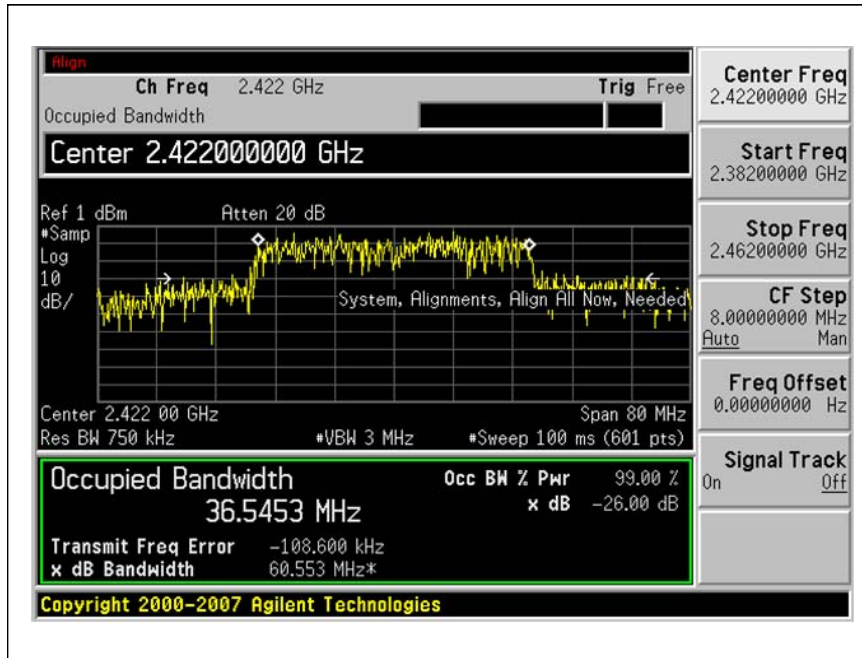 Align
Ch Freq 2.422 GHz Trig Free
Occupied Bandwidth
Center 2.422000000 GHz
Ref 1 dBm Atten 20 dB
#Samp
Log
10
dB/
System, Alignments, Align All Now, Needed
Center 2.422 00 GHz Span 80 MHz
Res BW 750 kHz #VBW 3 MHz #Sweep 100 ms (601 pts)
Occupied Bandwidth Occ BW % Pwr 99.00 %
36.5453 MHz x dB -26.00 dB
Transmit Freq Error -108.600 kHz
x dB Bandwidth 60.553 MHz*
Copyright 2000-2007 Agilent Technologies
Center Freq
2.42200000 GHz
Start Freq
2.38200000 GHz
Stop Freq
2.46200000 GHz
CF Step
8.00000000 MHz
Auto Man
Freq Offset
0.00000000 Hz
Signal Track
On Off